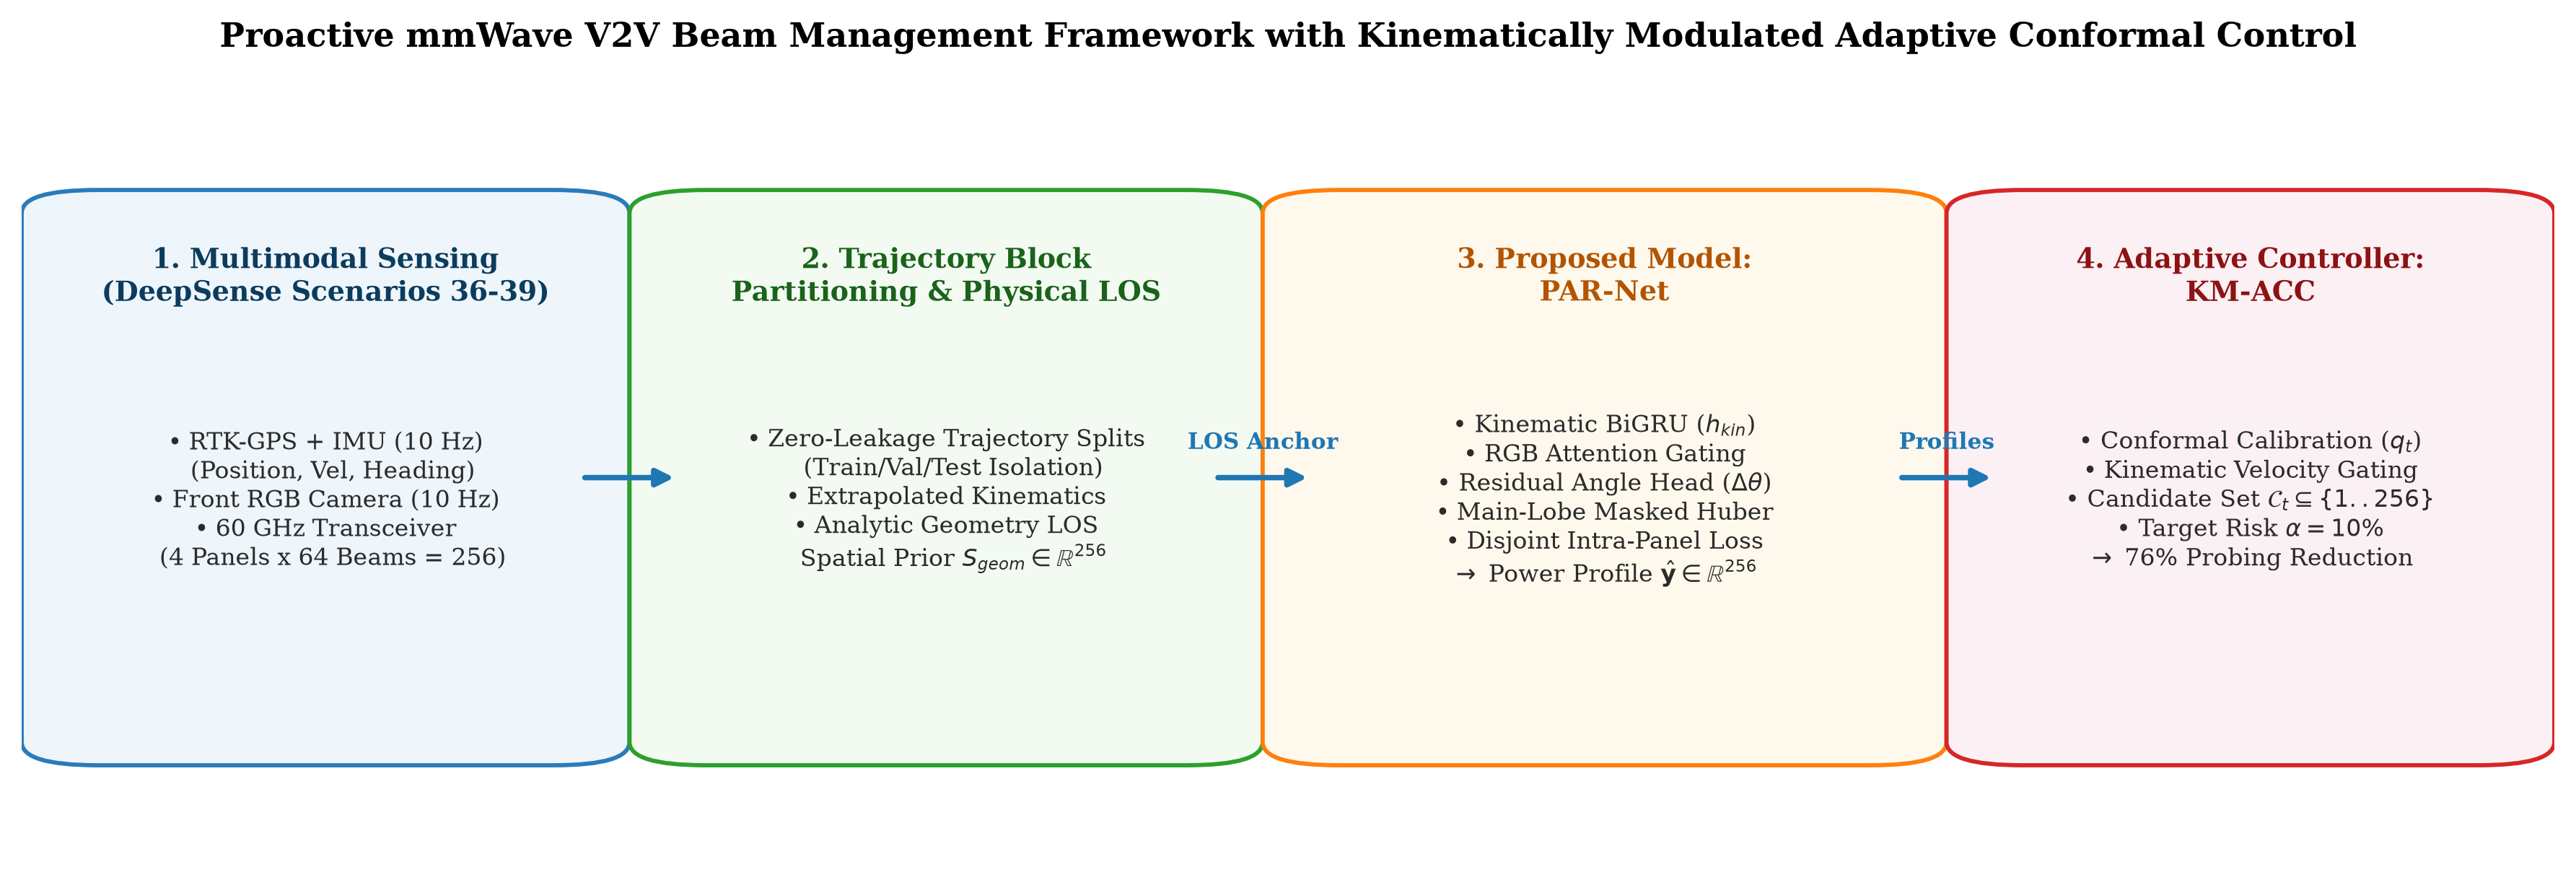 Proactive mmWave V2V Beam Management Framework with Kinematically Modulated Adaptive Conformal Control
1. Multimodal Sensing
(DeepSense Scenarios 36-39)
• RTK-GPS + IMU (10 Hz)
(Position, Vel, Heading)
• Front RGB Camera (10 Hz)
• 60 GHz Transceiver
(4 Panels x 64 Beams = 256)
2. Trajectory Block
Partitioning & Physical LOS
• Zero-Leakage Trajectory Splits
(Train/Val/Test Isolation)
• Extrapolated Kinematics
• Analytic Geometry LOS
Spatial Prior S_geom ∈ ℝ^256
LOS Anchor
3. Proposed Model:
PAR-Net
• Kinematic BiGRU (h_kin)
• RGB Attention Gating
• Residual Angle Head (Δθ)
• Main-Lobe Masked Huber
• Disjoint Intra-Panel Loss
→ Power Profile ŷ ∈ ℝ^256
Profiles
4. Adaptive Controller:
KM-ACC
• Conformal Calibration (q_t)
• Kinematic Velocity Gating
• Candidate Set 𝒞_t ⊆ {1..256}
• Target Risk α = 10%
→ 76% Probing Reduction